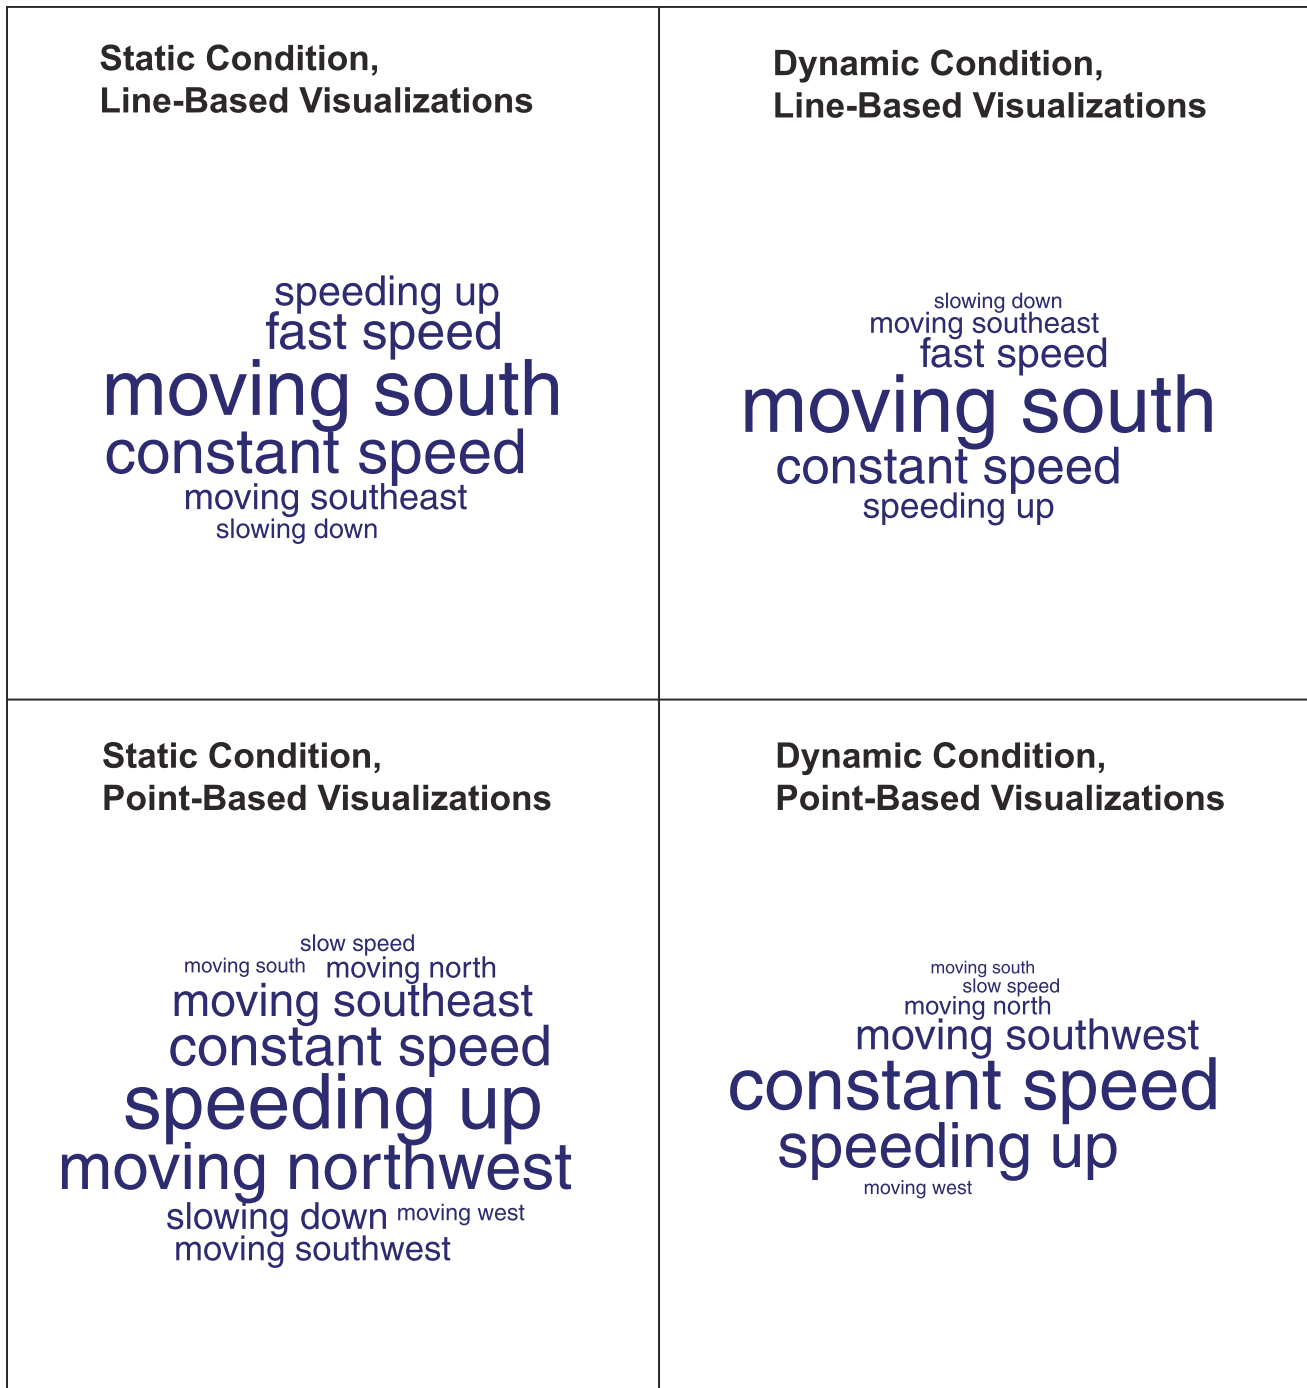 Static Condition,
Line-Based Visualizations
speeding up
fast speed
moving south
constant speed
moving southeast
slowing down
Dynamic Condition,
Line-Based Visualizations
slowing down
moving southeast
fast speed
moving south
constant speed
speeding up
Static Condition,
Point-Based Visualizations
slow speed
moving south moving north
moving southeast
constant speed
speeding up
moving northwest
slowing down moving west
moving southwest
Dynamic Condition,
Point-Based Visualizations
moving south
slow speed
moving north
moving southwest
constant speed
speeding up
moving west